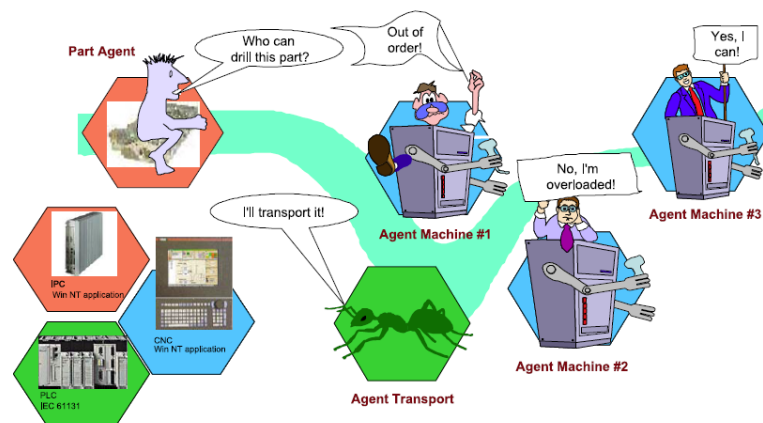 Part Agent
Who can
drill this part?
Out of
order!
Yes, I
can!
No, I'm
overloaded!
I'll transport it!
Agent Machine #1
Agent Machine #3
Agent Machine #2
Agent Transport
IPC
Win NT application
CNC
Win NT application
PLC
IEC 61131